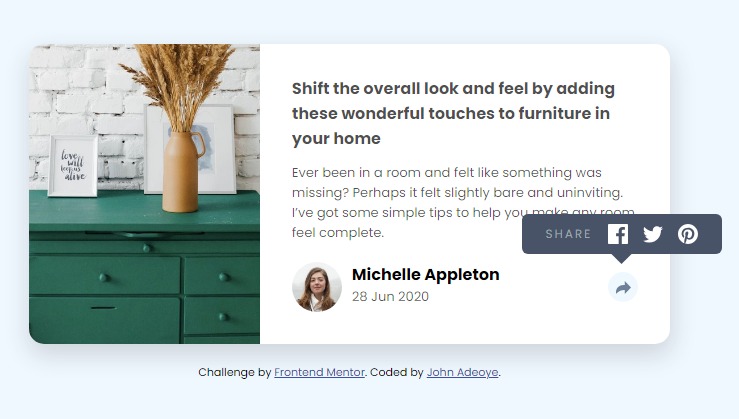 love
will
keep us
alive
Shift the overall look and feel by adding
these wonderful touches to furniture in
your home
Ever been in a room and felt like something was
missing? Perhaps it felt slightly bare and uninviting.
I’ve got some simple tips to help you make any room
feel complete.
SHARE
Michelle Appleton
28 Jun 2020
Challenge by Frontend Mentor. Coded by John Adeoye.